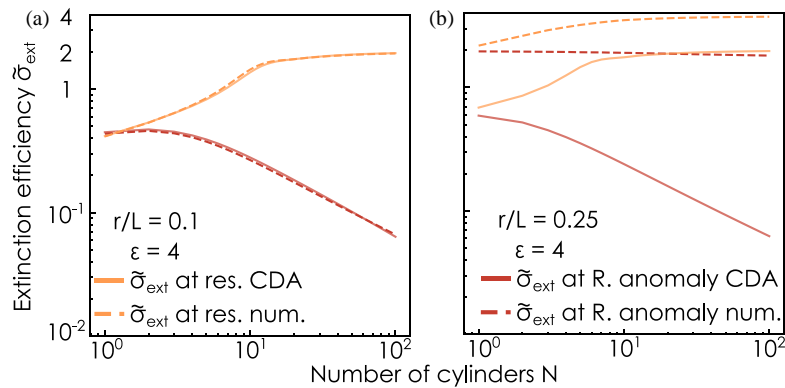 (a)
(b)
Extinction efficiency σ̃ext
4
2
1
10⁻¹
10⁻²
r/L = 0.1
ε = 4
σ̃ext at res. CDA
σ̃ext at res. num.
r/L = 0.25
ε = 4
σ̃ext at R. anomaly CDA
σ̃ext at R. anomaly num.
10⁰ 10¹ 10² 10⁰ 10¹ 10²
Number of cylinders N